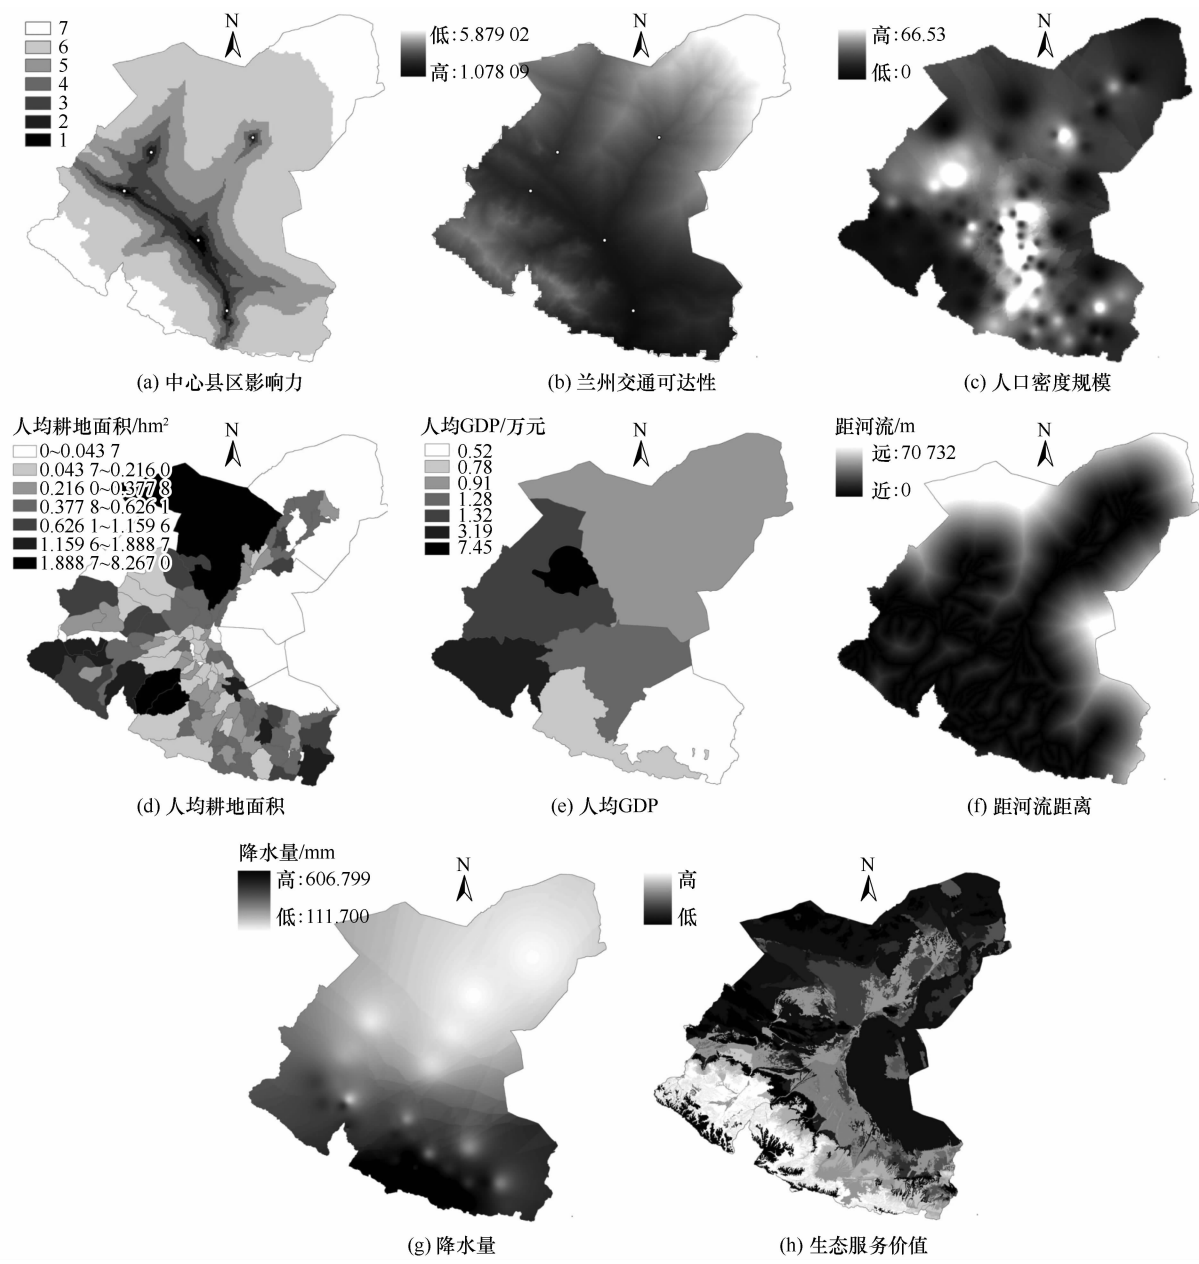 N
7
6
5
4
3
2
1
(a) 中心县区影响力
N
低:5.879 02
高:1.078 09
(b) 兰州交通可达性
N
高:66.53
低:0
(c) 人口密度规模
人均耕地面积/hm²
N
0~0.043 7
0.043 7~0.216 0
0.216 0~0.377 8
0.377 8~0.626 1
0.626 1~1.159 6
1.159 6~1.888 7
1.888 7~8.267 0
(d) 人均耕地面积
人均GDP/万元
N
0.52
0.78
0.91
1.28
1.32
3.19
7.45
(e) 人均GDP
距河流/m
N
远:70 732
近:0
(f) 距河流距离
降水量/mm
N
高:606.799
低:111.700
(g) 降水量
N
高
低
(h) 生态服务价值